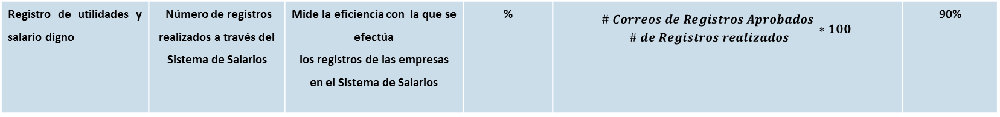 Registro de utilidades y
salario digno
Número de registros
realizados a través del
Sistema de Salarios
Mide la eficiencia con la que se
efectúa
los registros de las empresas
en el Sistema de Salarios
%
# Correos de Registros Aprobados
# de Registros realizados
* 100
90%